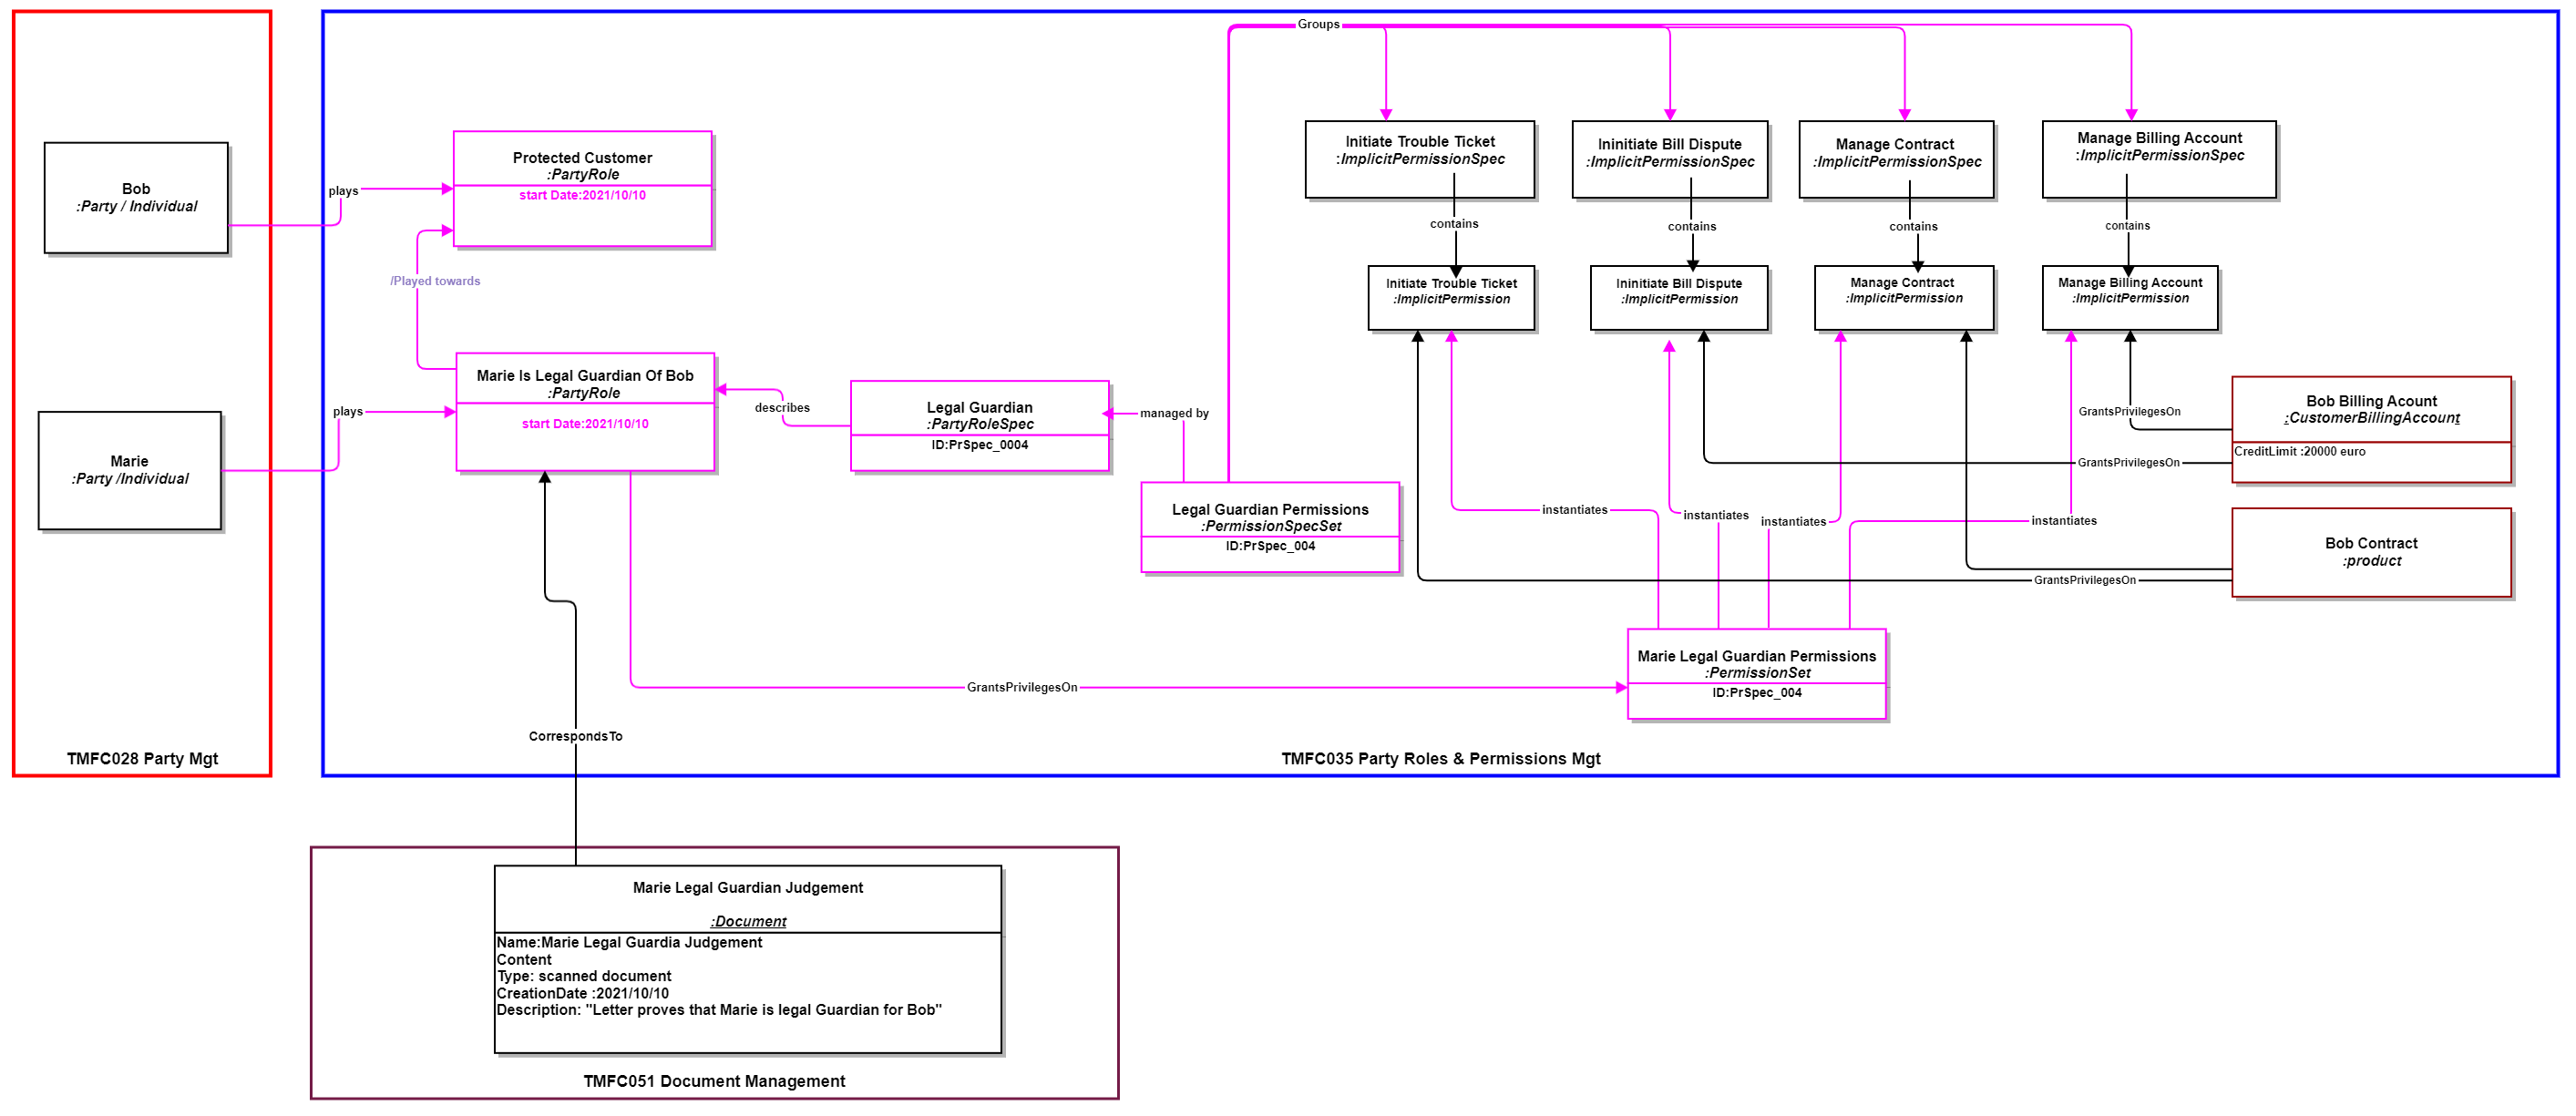 Groups
Bob
:Party / Individual
plays
Protected Customer
:PartyRole
start Date:2021/10/10
Initiate Trouble Ticket
:ImplicitPermissionSpec
Ininitiate Bill Dispute
:ImplicitPermissionSpec
Manage Contract
:ImplicitPermissionSpec
Manage Billing Account
:ImplicitPermissionSpec
contains
contains
contains
contains
/Played towards
Initiate Trouble Ticket
:ImplicitPermission
Ininitiate Bill Dispute
:ImplicitPermission
Manage Contract
:ImplicitPermission
Manage Billing Account
:ImplicitPermission
Marie
:Party /Individual
plays
Marie Is Legal Guardian Of Bob
:PartyRole
start Date:2021/10/10
describes
Legal Guardian
:PartyRoleSpec
ID:PrSpec_0004
managed by
Legal Guardian Permissions
:PermissionSpecSet
ID:PrSpec_004
GrantsPrivilegesOn
GrantsPrivilegesOn
Bob Billing Acount
:CustomerBillingAccount
CreditLimit :20000 euro
instantiates
instantiates
instantiates
instantiates
Bob Contract
:product
GrantsPrivilegesOn
Marie Legal Guardian Permissions
:PermissionSet
ID:PrSpec_004
GrantsPrivilegesOn
CorrespondsTo
TMFC028 Party Mgt
TMFC035 Party Roles & Permissions Mgt
Marie Legal Guardian Judgement
:Document
Name:Marie Legal Guardia Judgement
Content
Type: scanned document
CreationDate :2021/10/10
Description: "Letter proves that Marie is legal Guardian for Bob"
TMFC051 Document Management